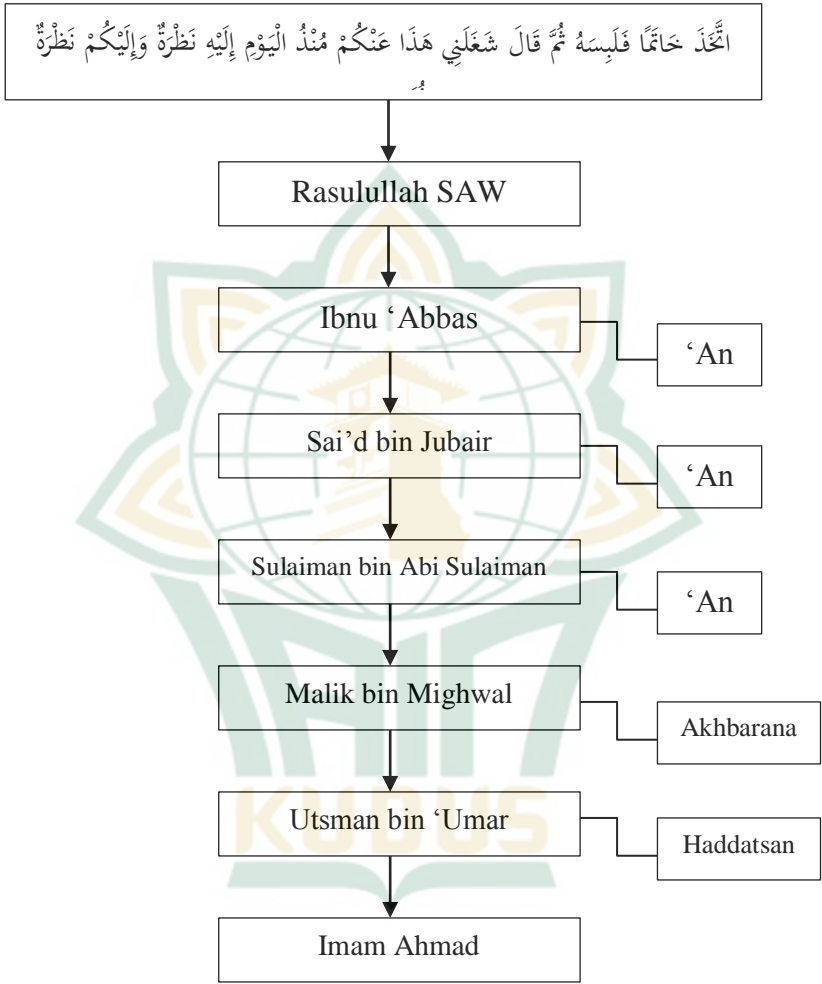 اتَّخَذَ خَاتَمًا فَلَبِسَهُ ثُمَّ قَالَ شَغَلَنِي هَذَا عَنْكُمْ مُنْذُ الْيَوْمِ إِلَيْهِ نَظْرَةٌ وَإِلَيْكُمْ نَظْرَةٌ
Rasulullah SAW
Ibnu ‘Abbas
‘An
Sai’d bin Jubair
‘An
Sulaiman bin Abi Sulaiman
‘An
Malik bin Mighwal
Akhbarana
Utsman bin ‘Umar
Haddatsan
Imam Ahmad
IAIN
KUDUS